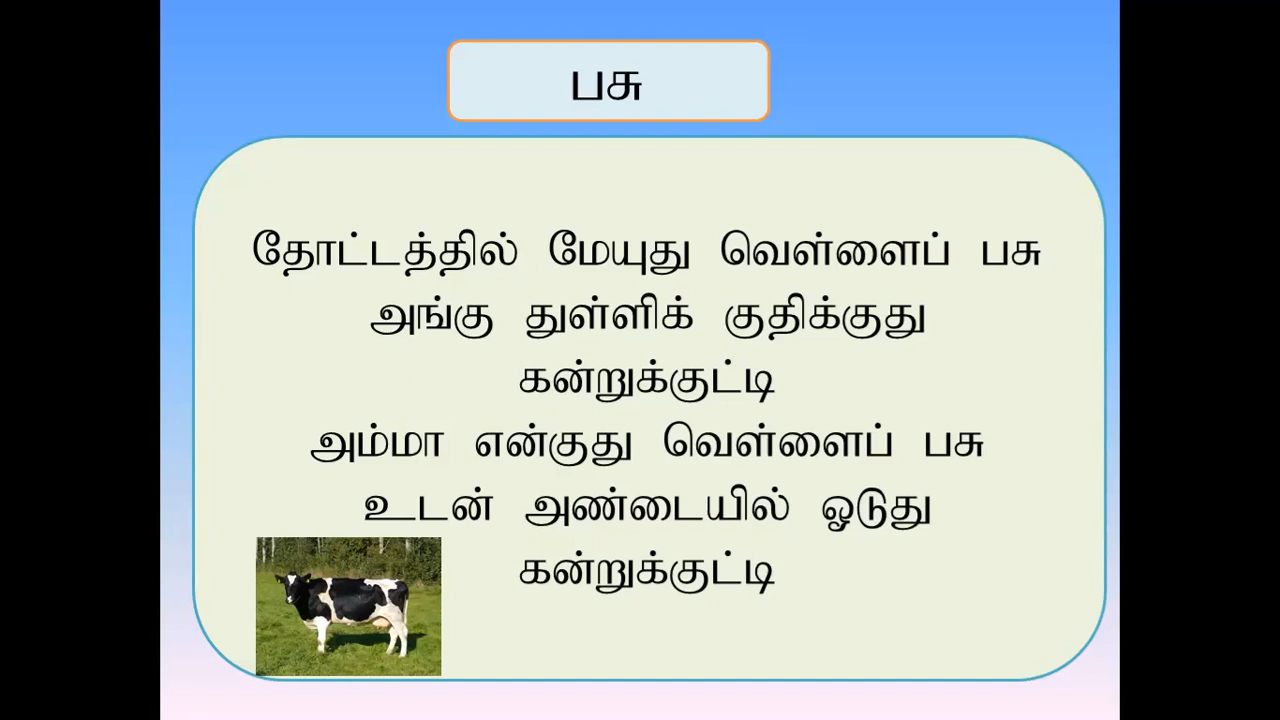 பசு
தோட்டத்தில் மேயுது வெள்ளைப் பசு
அங்கு துள்ளிக் குதிக்குது
கன்றுக்குட்டி
அம்மா என்குது வெள்ளைப் பசு
உடன் அண்டையில் ஓடுது
கன்றுக்குட்டி